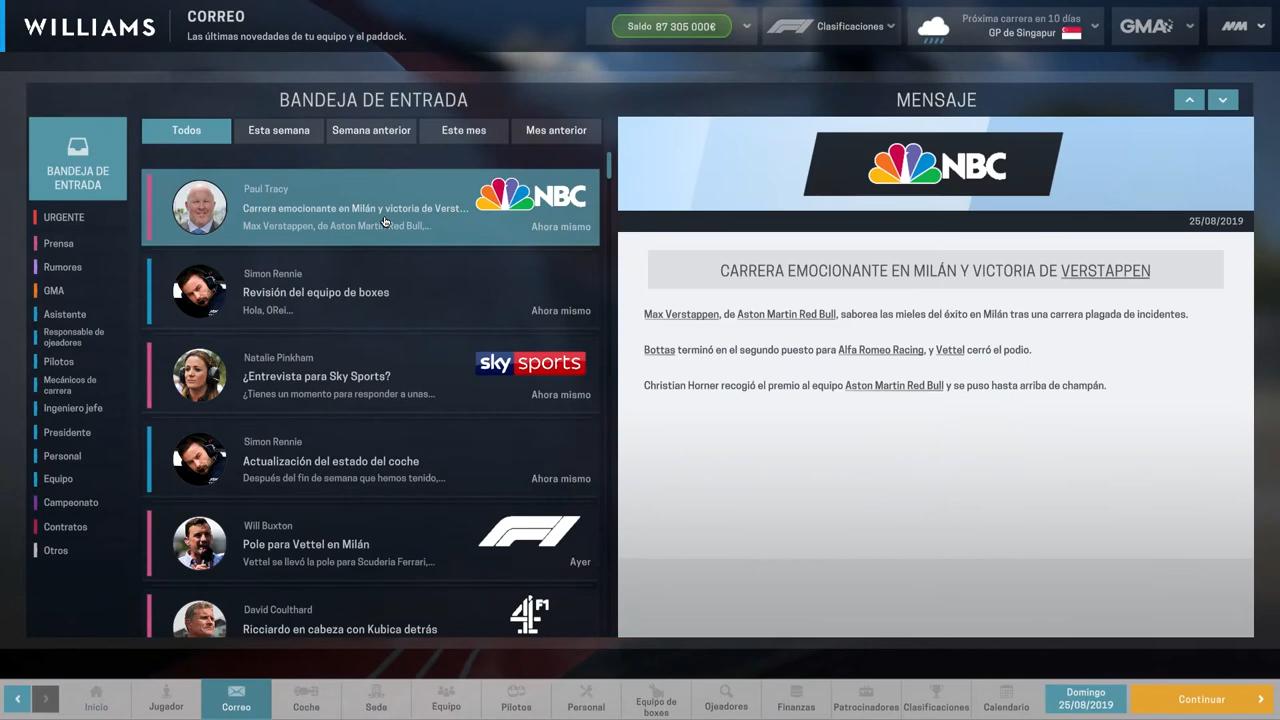 WILLIAMS
CORREO
Las últimas novedades de tu equipo y el paddock.
Saldo 87 305 000€
Clasificaciones
Próxima carrera en 10 días
GP de Singapur
GMA
BANDEJA DE ENTRADA
BANDEJA DE
ENTRADA
URGENTE
Prensa
Rumores
GMA
Asistente
Responsable de
ojeadores
Pilotos
Mecánicos de
carrera
Ingeniero jefe
Presidente
Personal
Equipo
Campeonato
Contratos
Otros
Todos
Esta semana
Semana anterior
Este mes
Mes anterior
Paul Tracy
Carrera emocionante en Milán y victoria de Verst...
Max Verstappen, de Aston Martin Red Bull,...
NBC
Ahora mismo
Simon Rennie
Revisión del equipo de boxes
Hola, ORei...
Ahora mismo
Natalie Pinkham
¿Entrevista para Sky Sports?
¿Tienes un momento para responder a unas...
sky sports
Ahora mismo
Simon Rennie
Actualización del estado del coche
Después del fin de semana que hemos tenido,...
Ahora mismo
Will Buxton
Pole para Vettel en Milán
Vettel se llevó la pole para Scuderia Ferrari,...
Ayer
David Coulthard
Ricciardo en cabeza con Kubica detrás
4 F1
MENSAJE
NBC
25/08/2019
CARRERA EMOCIONANTE EN MILÁN Y VICTORIA DE VERSTAPPEN
Max Verstappen, de Aston Martin Red Bull, saborea las mieles del éxito en Milán tras una carrera plagada de incidentes.
Bottas terminó en el segundo puesto para Alfa Romeo Racing, y Vettel cerró el podio.
Christian Horner recogió el premio al equipo Aston Martin Red Bull y se puso hasta arriba de champán.
Inicio
Jugador
Correo
Coche
Sede
Equipo
Pilotos
Personal
Equipo de
boxes
Ojeadores
Finanzas
Patrocinadores
Clasificaciones
Calendario
Domingo
25/08/2019
Continuar